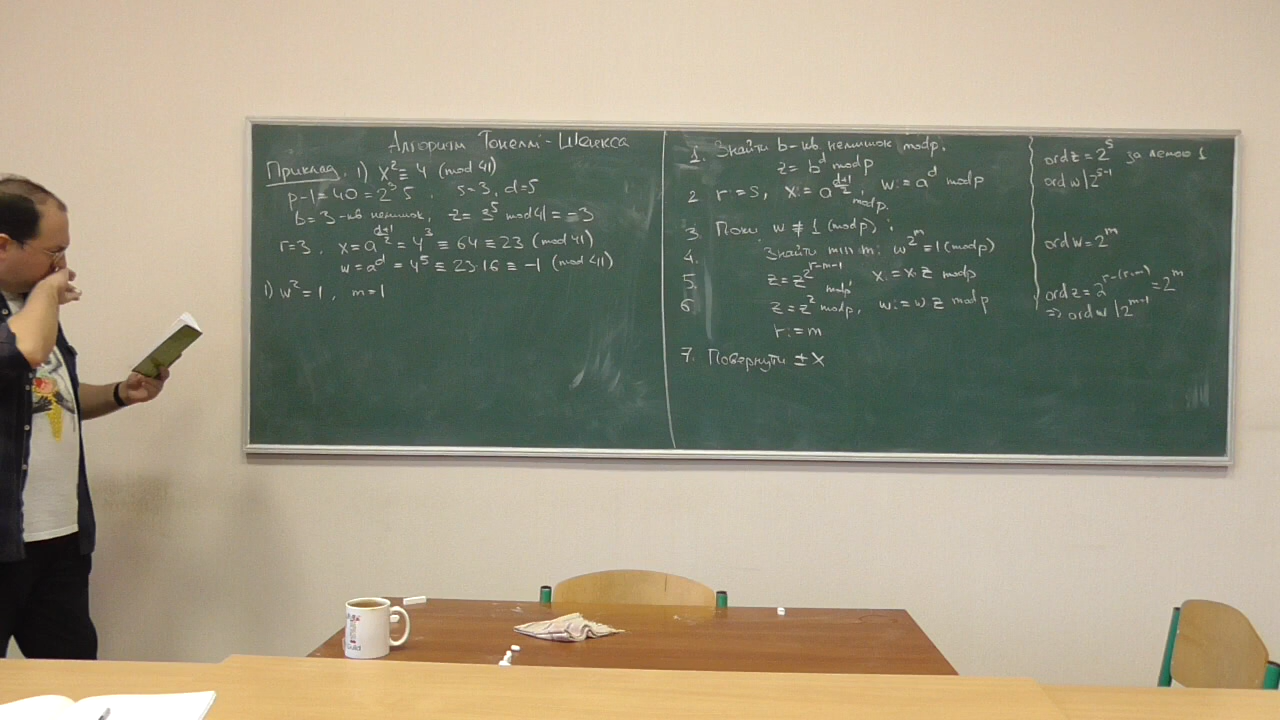 Алгоритм Тонеллі - Шенкса
Приклад. 1) x² ≡ 4 (mod 41)
p-1 = 40 = 2³·5, s=3, d=5
b=3 - кв. нелишок, z = 3⁵ mod 41 = -3
r=3, x = a^{(d+1)/2} = 4³ ≡ 64 ≡ 23 (mod 41)
w = a^d = 4⁵ ≡ 23·16 ≡ -1 (mod 41)
1) w² = 1, m=1
1. Знайти b - кв. нелишок mod p.
z = b^d mod p
2. r := s, x := a^{(d+1)/2} mod p, w := a^d mod p
3. Поки w ≢ 1 (mod p):
4. Знайти min m: w^{2^m} = 1 (mod p)
5. z = z^{2^{r-m-1}} mod p, x := x·z mod p
6. z = z² mod p, w := w·z mod p
r := m
7. Повернути ±x
ord z = 2^s за лемою 1
ord w | 2^{s-1}
ord w = 2^m
ord z = 2^{r-(r-m)} = 2^m
⇒ ord w | 2^{m-1}